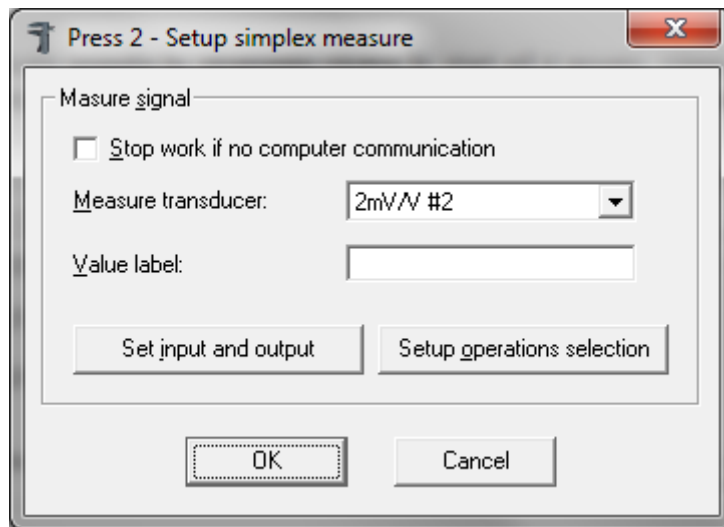 Press 2 - Setup simplex measure
Masure signal
Stop work if no computer communication
Measure transducer: 2mV/V #2
Value label:
Set input and output Setup operations selection
OK Cancel